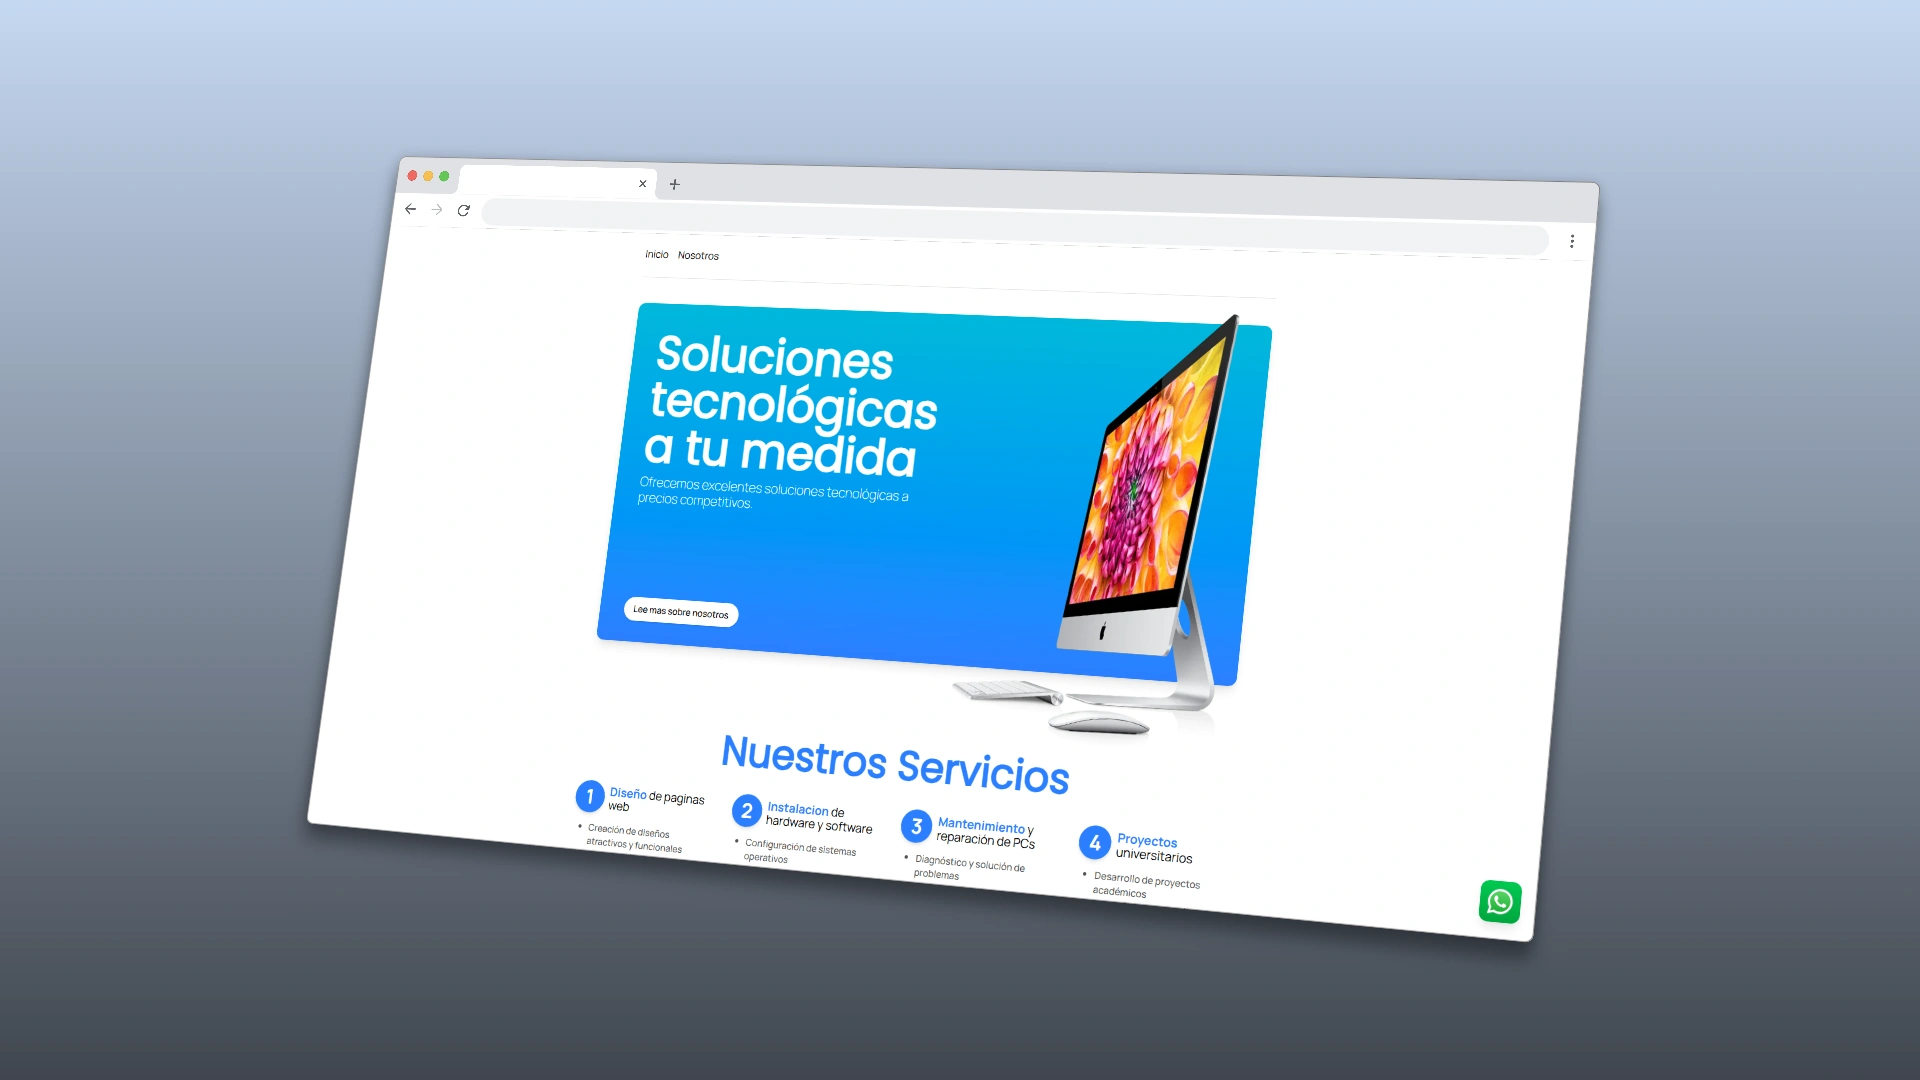 Inicio Nosotros
Soluciones
tecnológicas
a tu medida
Ofrecemos excelentes soluciones tecnológicas a
precios competitivos.
Lee mas sobre nosotros
Nuestros Servicios
1 Diseño de paginas
web
• Creación de diseños
atractivos y funcionales
2 Instalacion de
hardware y software
• Configuración de sistemas
operativos
3 Mantenimiento y
reparación de PCs
• Diagnóstico y solución de
problemas
4 Proyectos
universitarios
• Desarrollo de proyectos
académicos